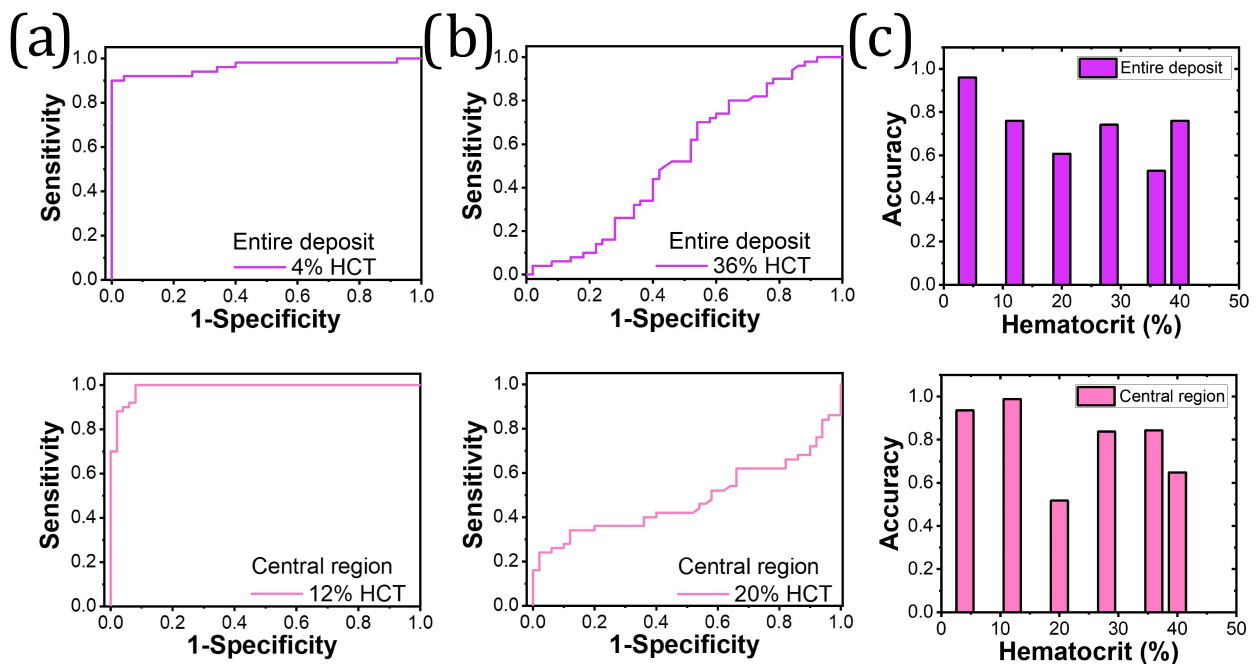 (a)
1.0
0.8
0.6
0.4
0.2
0.0
Sensitivity
Entire deposit
4% HCT
0.0 0.2 0.4 0.6 0.8 1.0
1-Specificity
(b)
1.0
0.8
0.6
0.4
0.2
0.0
Sensitivity
Entire deposit
36% HCT
0.0 0.2 0.4 0.6 0.8 1.0
1-Specificity
(c)
1.0
0.8
0.6
0.4
0.2
0.0
Accuracy
Entire deposit
0 10 20 30 40 50
Hematocrit (%)
1.0
0.8
0.6
0.4
0.2
0.0
Sensitivity
Central region
12% HCT
0.0 0.2 0.4 0.6 0.8 1.0
1-Specificity
1.0
0.8
0.6
0.4
0.2
0.0
Sensitivity
Central region
20% HCT
0.0 0.2 0.4 0.6 0.8 1.0
1-Specificity
1.0
0.8
0.6
0.4
0.2
0.0
Accuracy
Central region
0 10 20 30 40 50
Hematocrit (%)